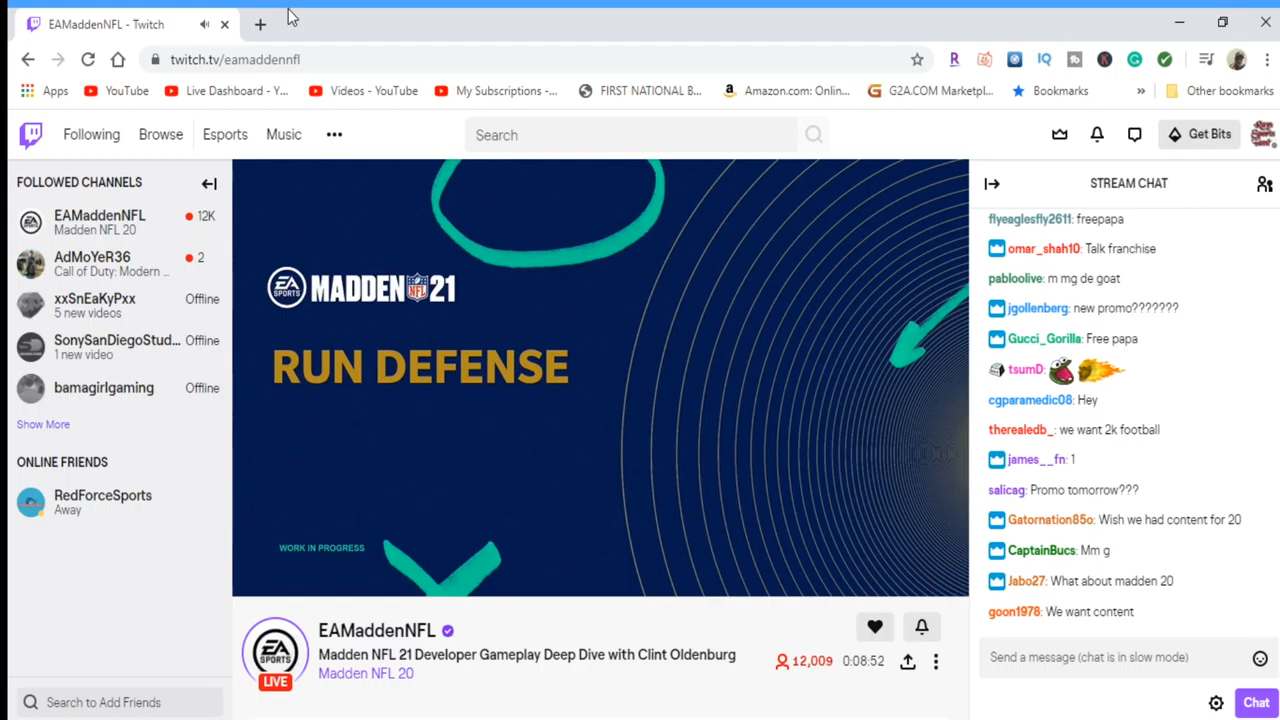 EAMaddenNFL - Twitch
twitch.tv/eamaddennfl
Apps
YouTube
Live Dashboard - Y...
Videos - YouTube
My Subscriptions -...
FIRST NATIONAL B...
Amazon.com: Onlin...
G2A.COM Marketpl...
Bookmarks
»
Other bookmarks
Following
Browse
Esports
Music
Search
Get Bits
FOLLOWED CHANNELS
EAMaddenNFL
12K
Madden NFL 20
AdMoYeR36
2
Call of Duty: Modern ...
xxSnEaKyPxx
Offline
5 new videos
SonySanDiegoStud...
Offline
1 new video
bamagirlgaming
Offline
Show More
ONLINE FRIENDS
RedForceSports
Away
Search to Add Friends
EA SPORTS
MADDEN NFL 21
RUN DEFENSE
WORK IN PROGRESS
EA SPORTS
LIVE
EAMaddenNFL
Madden NFL 21 Developer Gameplay Deep Dive with Clint Oldenburg
Madden NFL 20
12,009
0:08:52
STREAM CHAT
flyeaglesfly2611: freepapa
omar_shah10: Talk franchise
pabloolive: m mg de goat
jgollenberg: new promo???????
Gucci_Gorilla: Free papa
tsumD:
cgparamedic08: Hey
therealedb_: we want 2k football
james__fn: 1
salicag: Promo tomorrow???
Gatornation85o: Wish we had content for 20
CaptainBucs: Mm g
Jabo27: What about madden 20
goon1978: We want content
Send a message (chat is in slow mode)
Chat